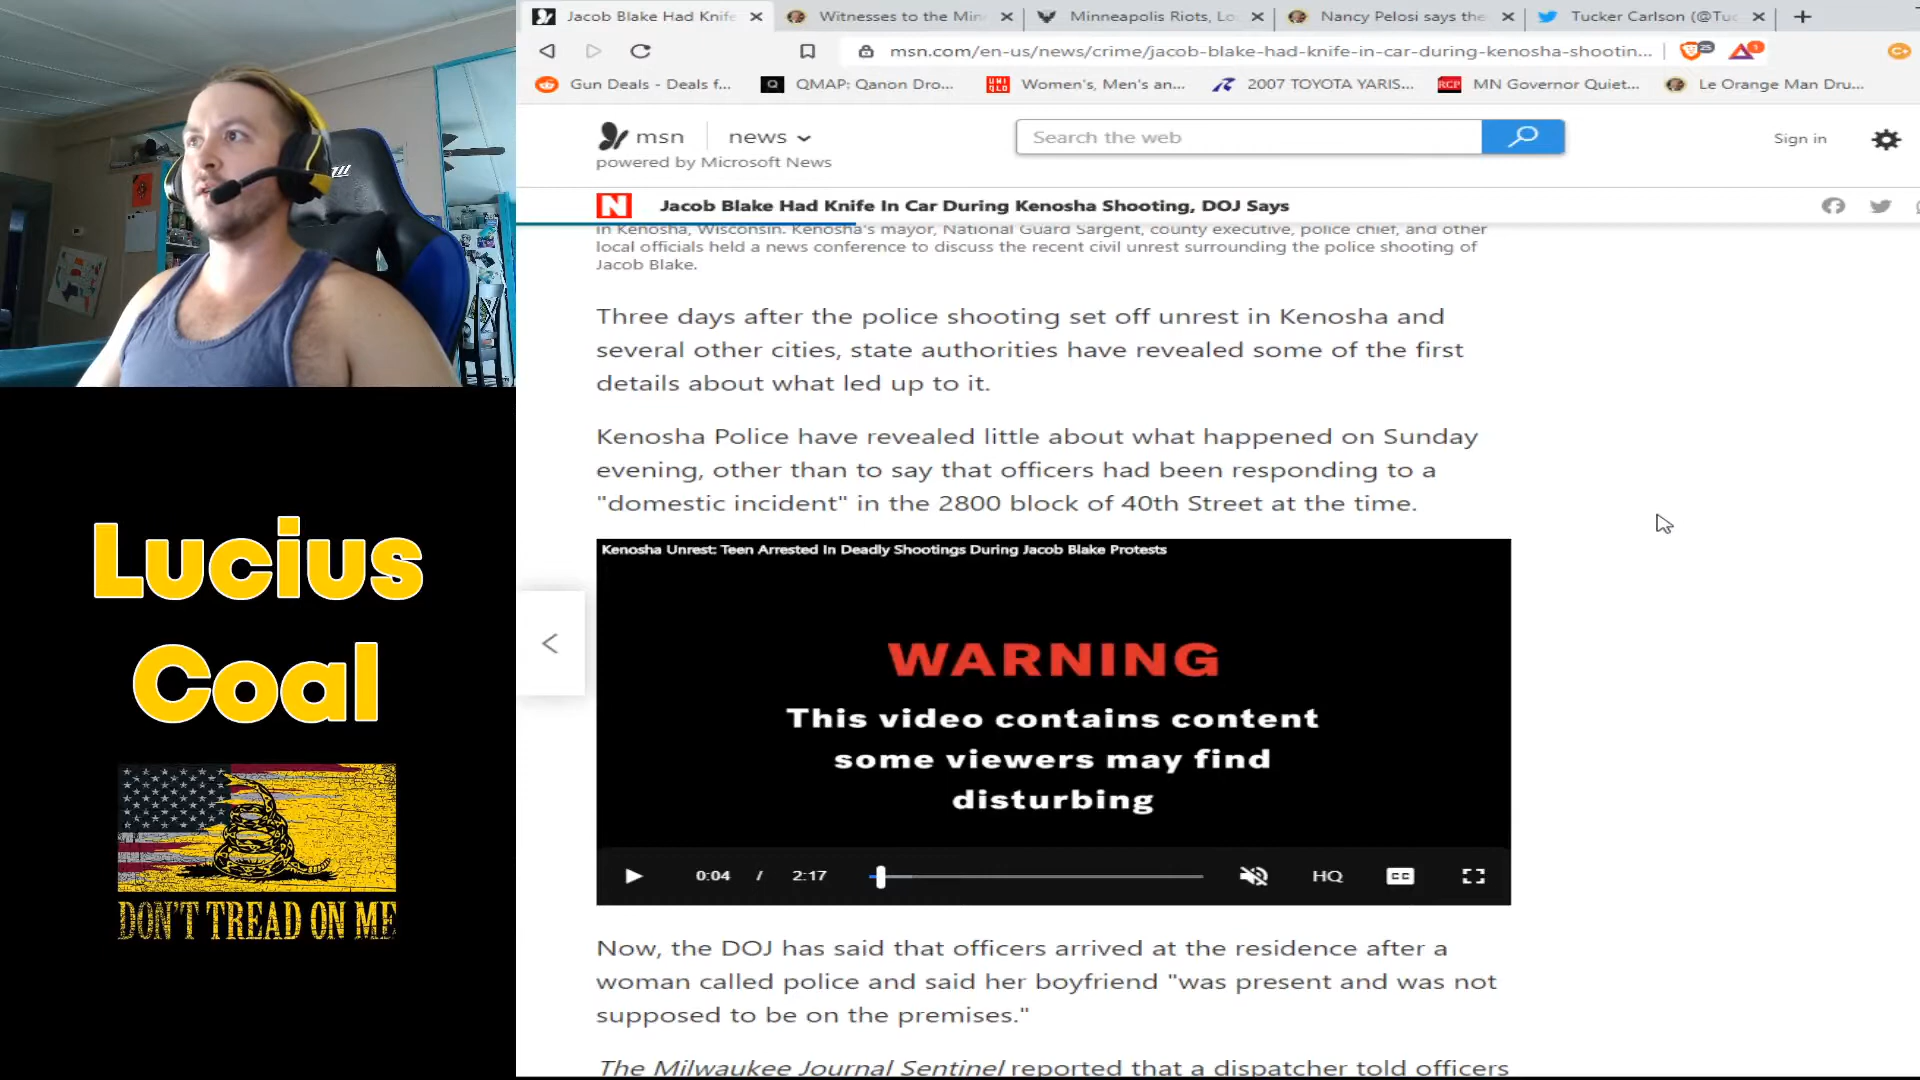 Jacob Blake Had Knife
Witnesses to the Min
Minneapolis Riots, Lo
Nancy Pelosi says the
Tucker Carlson (@Tuc
msn.com/en-us/news/crime/jacob-blake-had-knife-in-car-during-kenosha-shootin...
25
1
C+
Gun Deals - Deals f...
Q
QMAP: Qanon Dro...
UNI
QLO
Women's, Men's an...
2007 TOYOTA YARIS...
RCP
MN Governor Quiet...
Le Orange Man Dru...
msn
news
powered by Microsoft News
Search the web
Sign in
N
Jacob Blake Had Knife In Car During Kenosha Shooting, DOJ Says
In Kenosha, Wisconsin. Kenosha's mayor, National Guard Sargent, county executive, police chief, and other
local officials held a news conference to discuss the recent civil unrest surrounding the police shooting of
Jacob Blake.
Three days after the police shooting set off unrest in Kenosha and
several other cities, state authorities have revealed some of the first
details about what led up to it.
Kenosha Police have revealed little about what happened on Sunday
evening, other than to say that officers had been responding to a
"domestic incident" in the 2800 block of 40th Street at the time.
Kenosha Unrest: Teen Arrested In Deadly Shootings During Jacob Blake Protests
WARNING
This video contains content
some viewers may find
disturbing
0:04 / 2:17
HQ
CC
Now, the DOJ has said that officers arrived at the residence after a
woman called police and said her boyfriend "was present and was not
supposed to be on the premises."
The Milwaukee Journal Sentinel reported that a dispatcher told officers
Lucius
Coal
DON'T TREAD ON ME